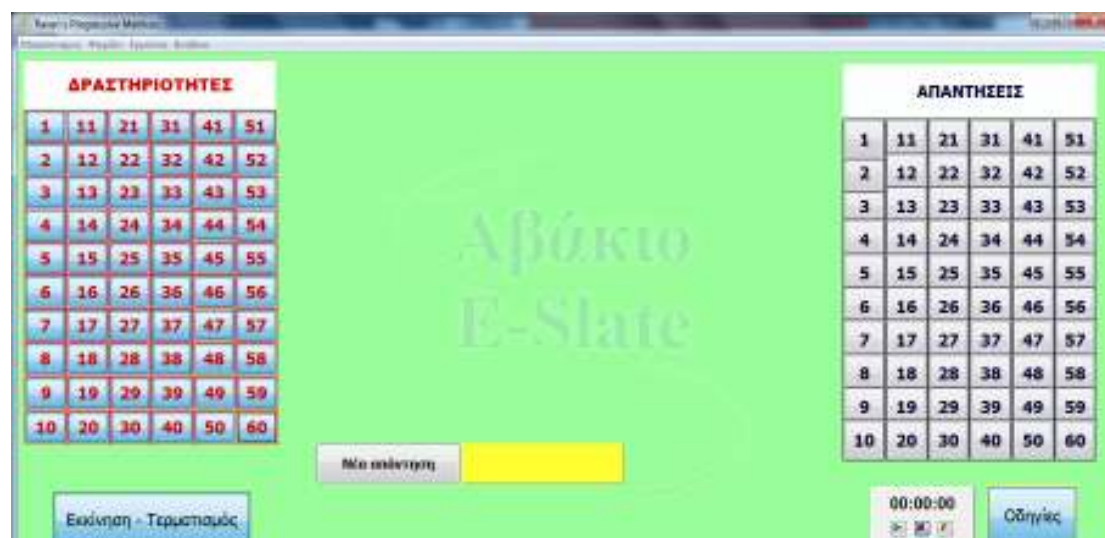 Raven's Progressive Matrices
ΔΡΑΣΤΗΡΙΟΤΗΤΕΣ
1 11 21 31 41 51
2 12 22 32 42 52
3 13 23 33 43 53
4 14 24 34 44 54
5 15 25 35 45 55
6 16 26 36 46 56
7 17 27 37 47 57
8 18 28 38 48 58
9 19 29 39 49 59
10 20 30 40 50 60
Αβάκιο
E-Slate
Νέα απάντηση
Εκκίνηση - Τερματισμός
ΑΠΑΝΤΗΣΕΙΣ
1 11 21 31 41 51
2 12 22 32 42 52
3 13 23 33 43 53
4 14 24 34 44 54
5 15 25 35 45 55
6 16 26 36 46 56
7 17 27 37 47 57
8 18 28 38 48 58
9 19 29 39 49 59
10 20 30 40 50 60
00:00:00
Οδηγίες